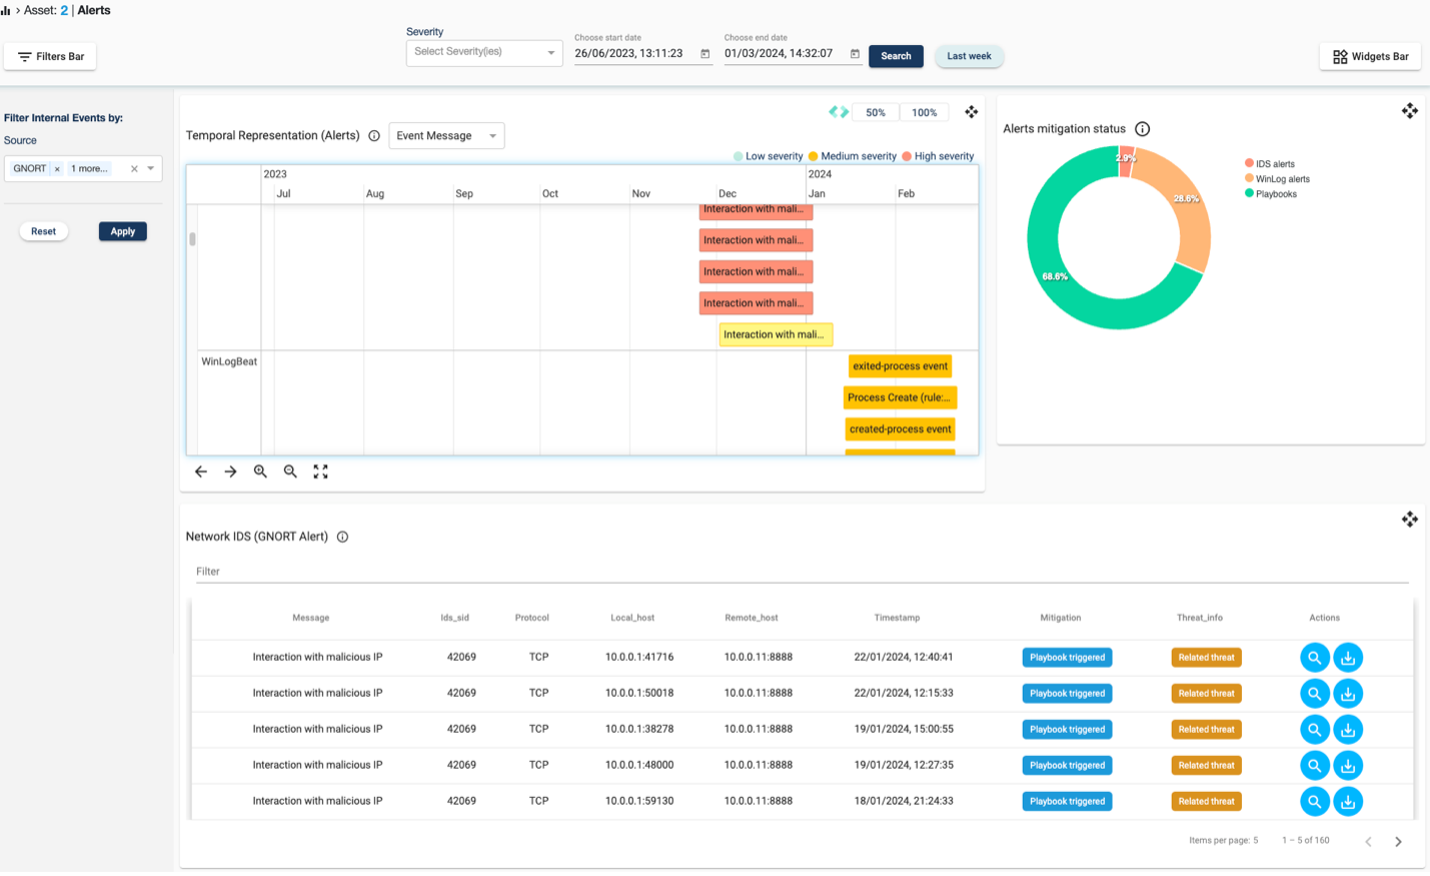 › Asset: 2 | Alerts
Filters Bar
Severity
Select Severity(ies)
Choose start date
26/06/2023, 13:11:23
Choose end date
01/03/2024, 14:32:07
Search
Last week
Widgets Bar
Filter Internal Events by:
Source
GNORT × 1 more...
Reset
Apply
50%
100%
Temporal Representation (Alerts)
Event Message
Low severity
Medium severity
High severity
2023
2024
Jul
Aug
Sep
Oct
Nov
Dec
Jan
Feb
Interaction with mali...
Interaction with mali...
Interaction with mali...
Interaction with mali...
Interaction with mali...
WinLogBeat
exited-process event
Process Create (rule:...
created-process event
Alerts mitigation status
2.9%
28.6%
68.6%
IDS alerts
WinLog alerts
Playbooks
Network IDS (GNORT Alert)
Filter
Message Ids_sid Protocol Local_host Remote_host Timestamp Mitigation Threat_info Actions
Interaction with malicious IP 42069 TCP 10.0.0.1:41716 10.0.0.11:8888 22/01/2024, 12:40:41 Playbook triggered Related threat
Interaction with malicious IP 42069 TCP 10.0.0.1:50018 10.0.0.11:8888 22/01/2024, 12:15:33 Playbook triggered Related threat
Interaction with malicious IP 42069 TCP 10.0.0.1:38278 10.0.0.11:8888 19/01/2024, 15:00:55 Playbook triggered Related threat
Interaction with malicious IP 42069 TCP 10.0.0.1:48000 10.0.0.11:8888 19/01/2024, 12:27:35 Playbook triggered Related threat
Interaction with malicious IP 42069 TCP 10.0.0.1:59130 10.0.0.11:8888 18/01/2024, 21:24:33 Playbook triggered Related threat
Items per page: 5
1 – 5 of 160